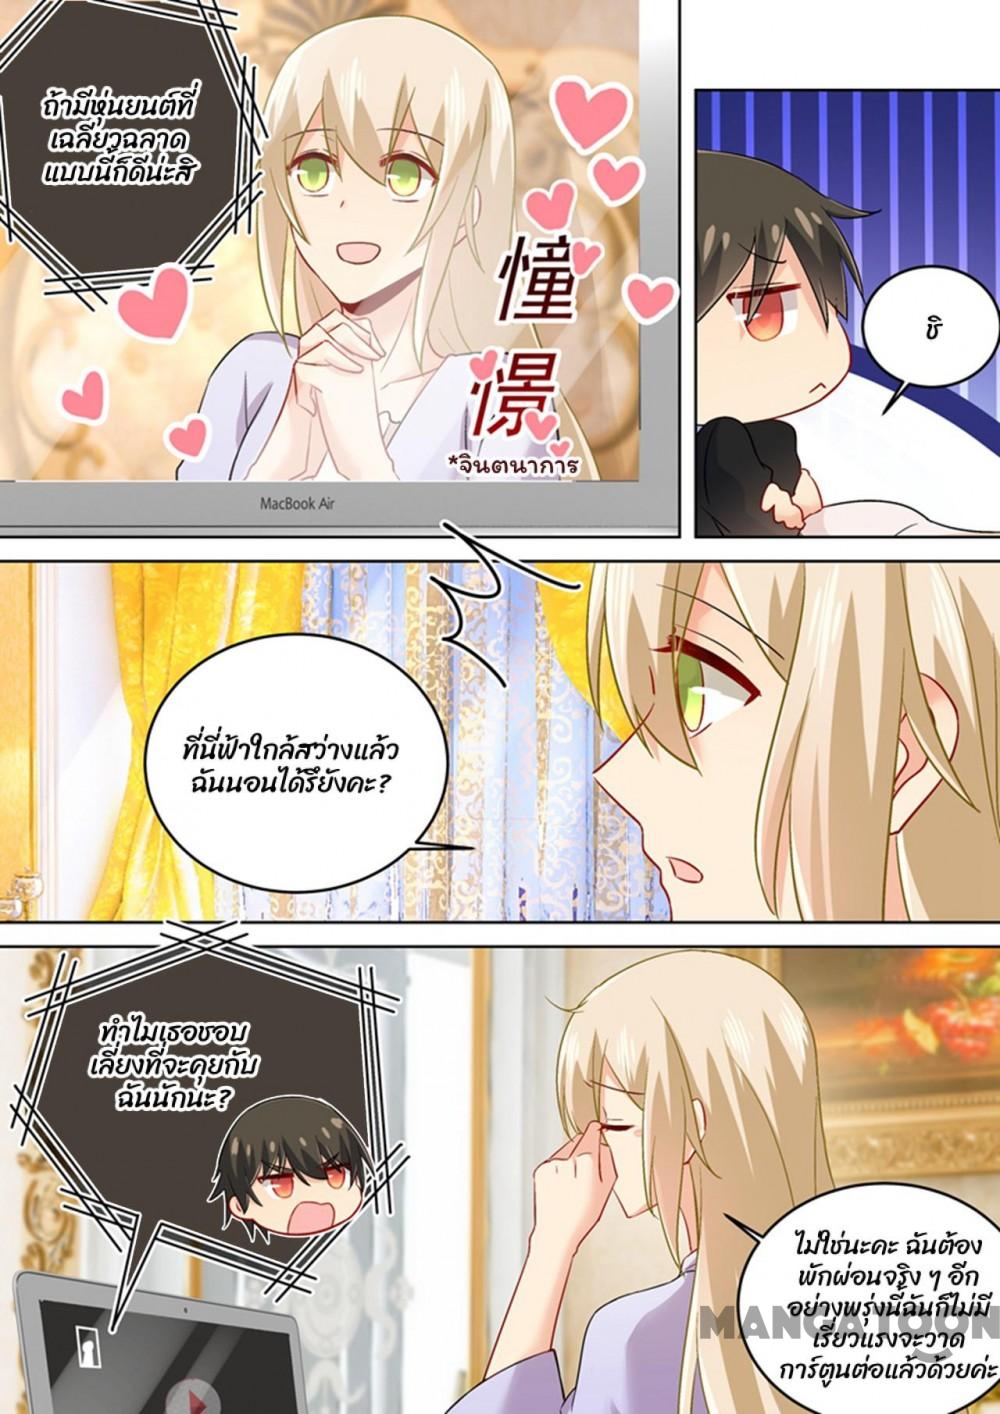 ถ้ามีหุ่นยนต์ที่
เฉลียวฉลาด
แบบนี้ก็ดีน่ะสิ
憧
憬
*จินตนาการ
MacBook Air
ชิ
ที่นี่ฟ้าใกล้สว่างแล้ว
ฉันนอนได้รึยังคะ?
ทำไมเธอชอบ
เลี่ยงที่จะคุยกับ
ฉันนักนะ?
ไม่ใช่นะคะ ฉันต้อง
พักผ่อนจริง ๆ อีก
อย่างพรุ่งนี้ฉันก็ไม่มี
เรี่ยวแรงจะวาด
การ์ตูนต่อแล้วด้วยค่ะ
MANGATOON